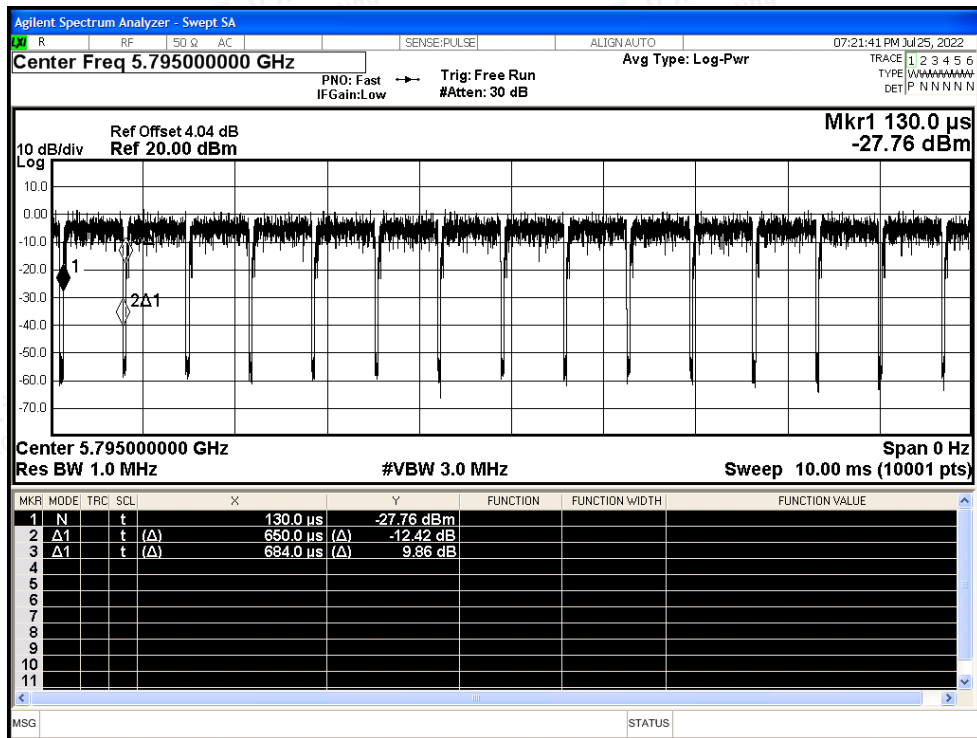 Agilent Spectrum Analyzer - Swept SA
LXI R RF 50 Ω AC SENSE:PULSE ALIGN AUTO 07:21:41 PM Jul 25, 2022
Center Freq 5.795000000 GHz Avg Type: Log-Pwr TRACE 1 2 3 4 5 6
PNO: Fast Trig: Free Run TYPE
IFGain:Low #Atten: 30 dB DET P N N N N N
Mkr1 130.0 µs
Ref Offset 4.04 dB
10 dB/div Ref 20.00 dBm -27.76 dBm
Log
10.0
0.00
-10.0
-20.0
1
-30.0
2Δ1
-40.0
-50.0
-60.0
-70.0
Center 5.795000000 GHz Span 0 Hz
Res BW 1.0 MHz #VBW 3.0 MHz Sweep 10.00 ms (10001 pts)
MKR MODE TRC SCL X Y FUNCTION FUNCTION WIDTH FUNCTION VALUE
1 N t 130.0 µs -27.76 dBm
2 Δ1 t (Δ) 650.0 µs (Δ) -12.42 dB
3 Δ1 t (Δ) 684.0 µs (Δ) 9.86 dB
4
5
6
7
8
9
10
11
MSG STATUS